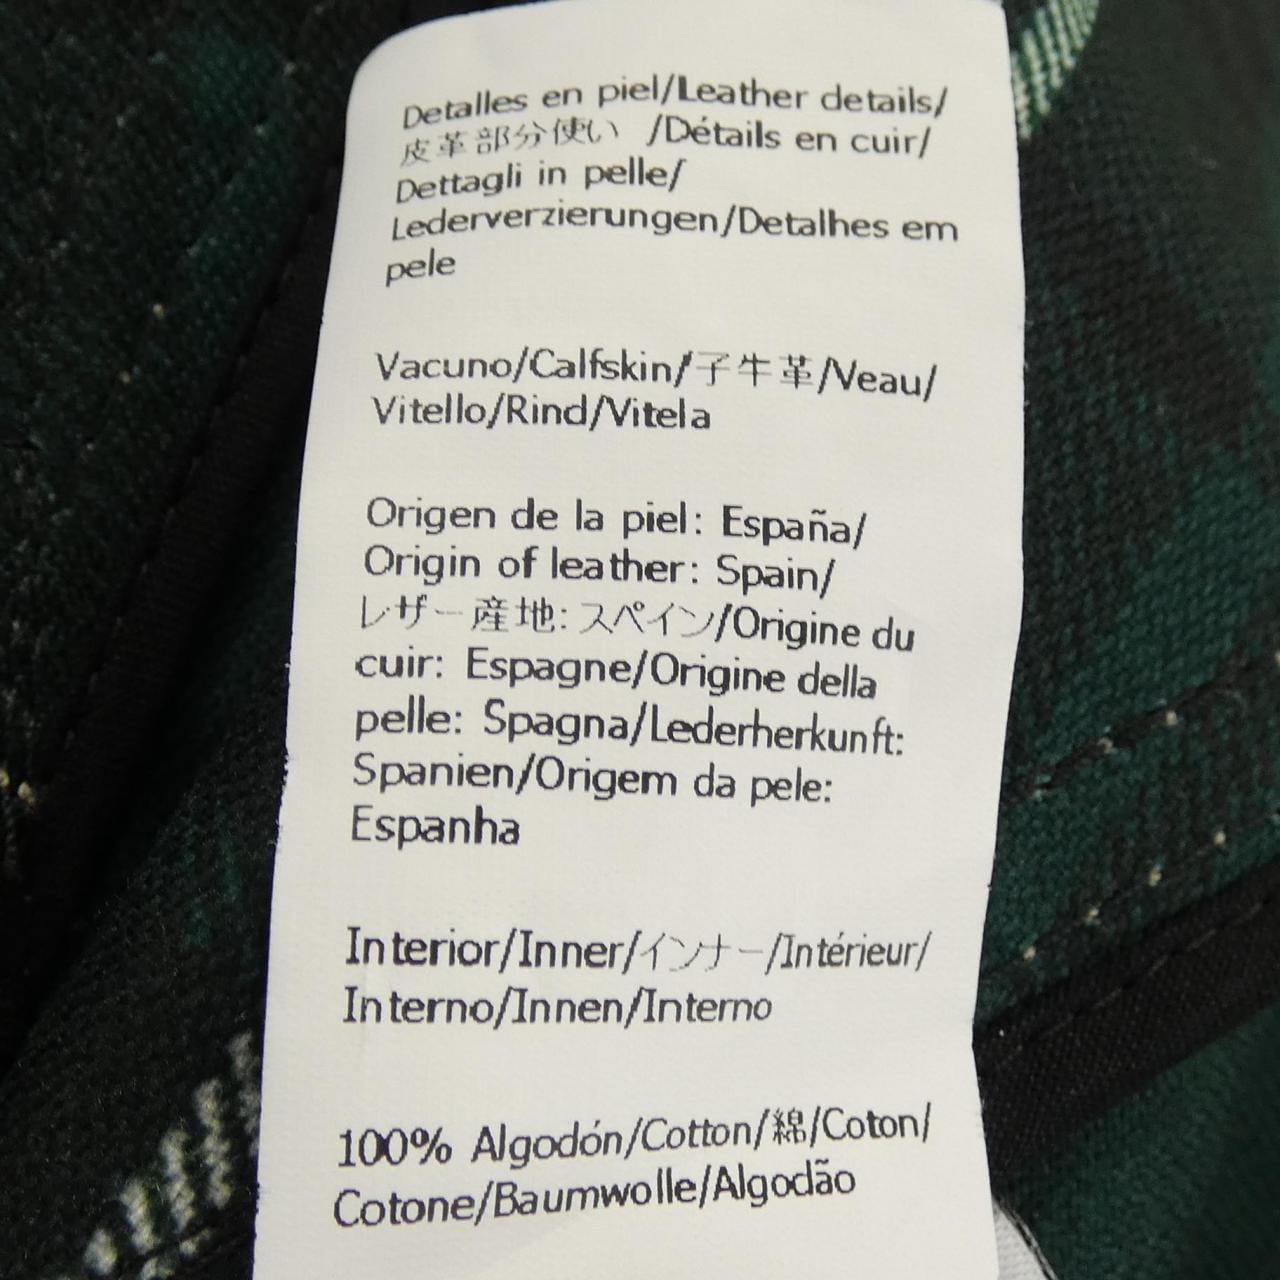 Detalles en piel/Leather details/
皮革部分使い /Détails en cuir/
Dettagli in pelle/
Lederverzierungen/Detalhes em
pele
Vacuno/Calfskin/子牛革/Veau/
Vitello/Rind/Vitela
Origen de la piel: España/
Origin of leather: Spain/
レザー産地: スペイン/Origine du
cuir: Espagne/Origine della
pelle: Spagna/Lederherkunft:
Spanien/Origem da pele:
Espanha
Interior/Inner/インナー/Intérieur/
Interno/Innen/Interno
100% Algodón/Cotton/綿/Coton/
Cotone/Baumwolle/Algodão